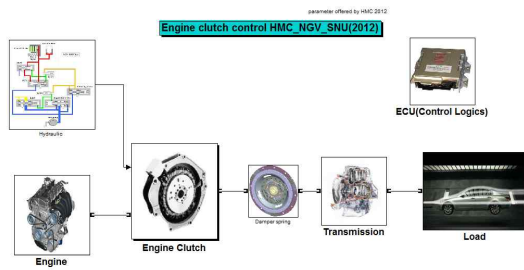 parameter offered by HMC 2012
Engine clutch control HMC_NGV_SNU(2012)
Hydraulic
ECU(Control Logics)
Engine
Engine Clutch
Damper spring
Transmission
Load